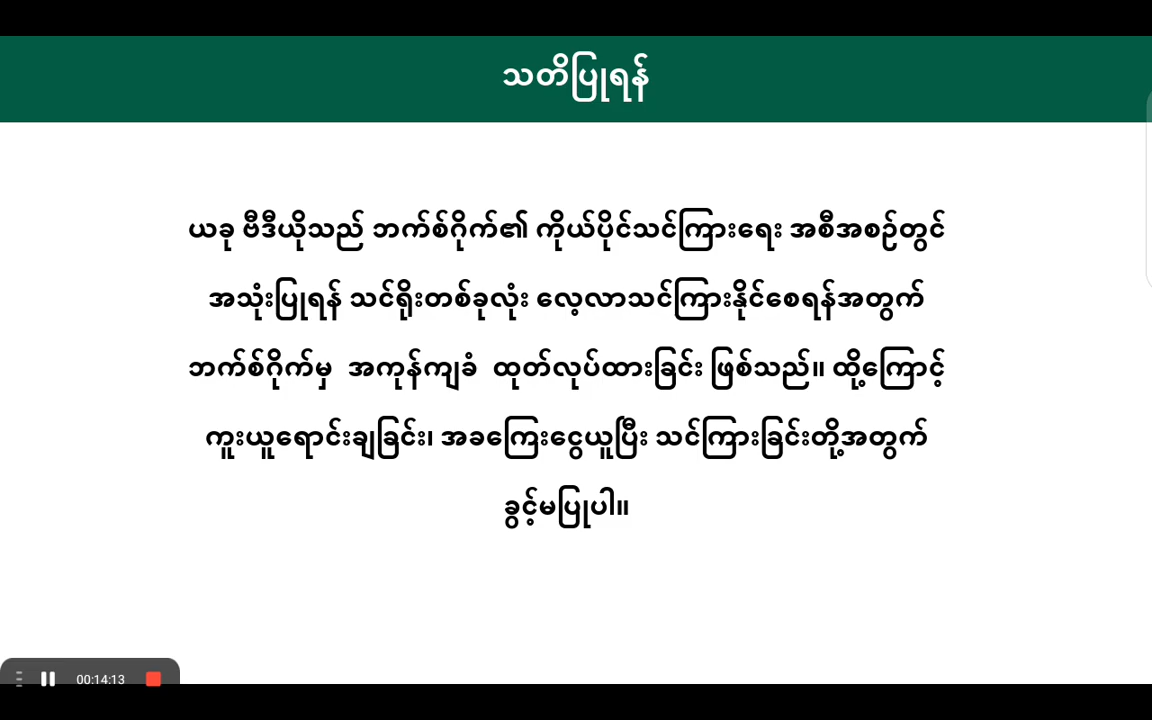 သတိပြုရန်
ယခု ဗီဒီယိုသည် ဘက်စ်ဂိုက်၏ ကိုယ်ပိုင်သင်ကြားရေး အစီအစဉ်တွင်
အသုံးပြုရန် သင်ရိုးတစ်ခုလုံး လေ့လာသင်ကြားနိုင်စေရန်အတွက်
ဘက်စ်ဂိုက်မှ အကုန်ကျခံ ထုတ်လုပ်ထားခြင်း ဖြစ်သည်။ ထို့ကြောင့်
ကူးယူရောင်းချခြင်း၊ အခကြေးငွေယူပြီး သင်ကြားခြင်းတို့အတွက်
ခွင့်မပြုပါ။
00:14:13